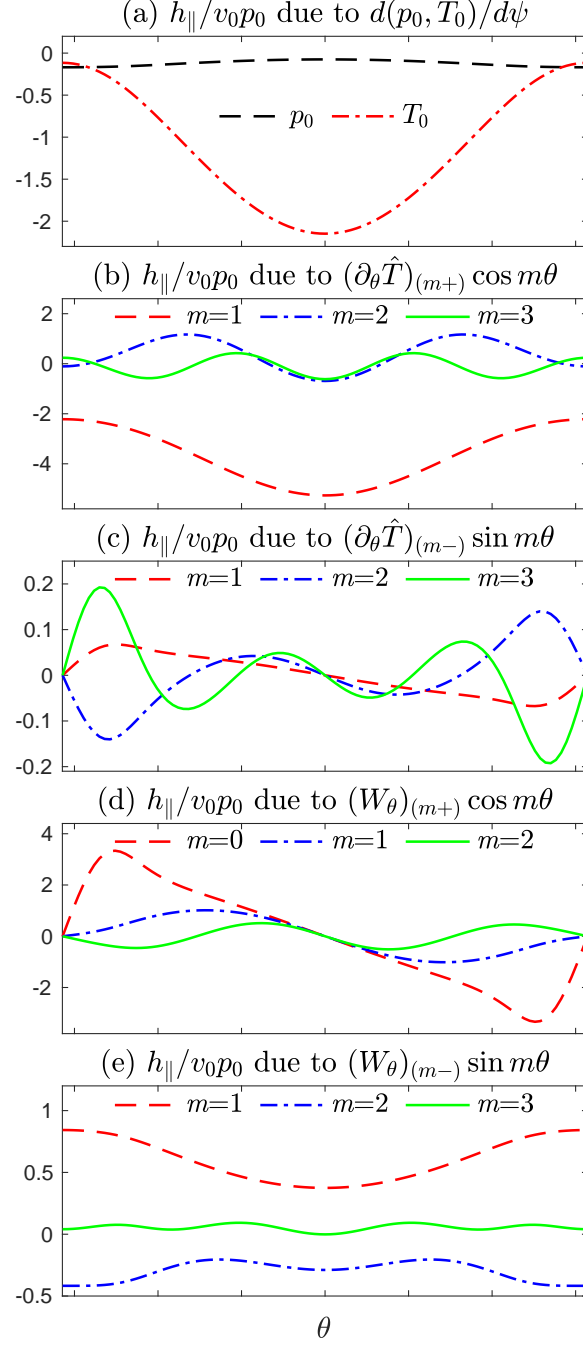 (a) h∥/v₀p₀ due to d(p₀, T₀)/dψ
0
-0.5
-1
-1.5
-2
p₀ T₀
(b) h∥/v₀p₀ due to (∂θT̂)₍ₘ₊₎ cos mθ
2
0
-2
-4
m=1 m=2 m=3
(c) h∥/v₀p₀ due to (∂θT̂)₍ₘ₋₎ sin mθ
0.2
0.1
0
-0.1
-0.2
m=1 m=2 m=3
(d) h∥/v₀p₀ due to (Wθ)₍ₘ₊₎ cos mθ
4
2
0
-2
m=0 m=1 m=2
(e) h∥/v₀p₀ due to (Wθ)₍ₘ₋₎ sin mθ
1
0.5
0
-0.5
m=1 m=2 m=3
θ